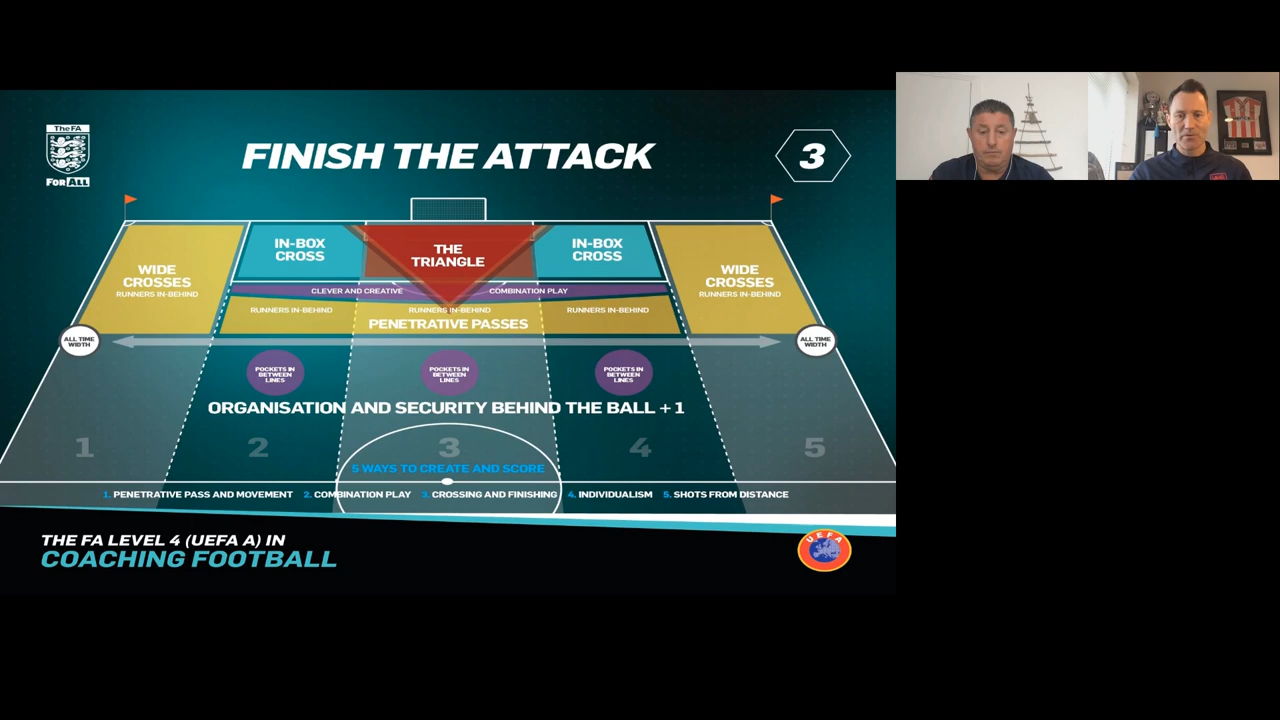 The FA
FOR ALL
FINISH THE ATTACK
3
IN-BOX
CROSS
THE
TRIANGLE
IN-BOX
CROSS
WIDE
CROSSES
RUNNERS IN-BEHIND
WIDE
CROSSES
RUNNERS IN-BEHIND
CLEVER AND CREATIVE
COMBINATION PLAY
RUNNERS IN-BEHIND
RUNNERS IN-BEHIND
RUNNERS IN-BEHIND
PENETRATIVE PASSES
ALL TIME
WIDTH
ALL TIME
WIDTH
POCKETS IN
BETWEEN
LINES
POCKETS IN
BETWEEN
LINES
POCKETS IN
BETWEEN
LINES
ORGANISATION AND SECURITY BEHIND THE BALL + 1
1 2 3 4 5
5 WAYS TO CREATE AND SCORE
1. PENETRATIVE PASS AND MOVEMENT 2. COMBINATION PLAY 3. CROSSING AND FINISHING 4. INDIVIDUALISM 5. SHOTS FROM DISTANCE
THE FA LEVEL 4 (UEFA A) IN
COACHING FOOTBALL
UEFA